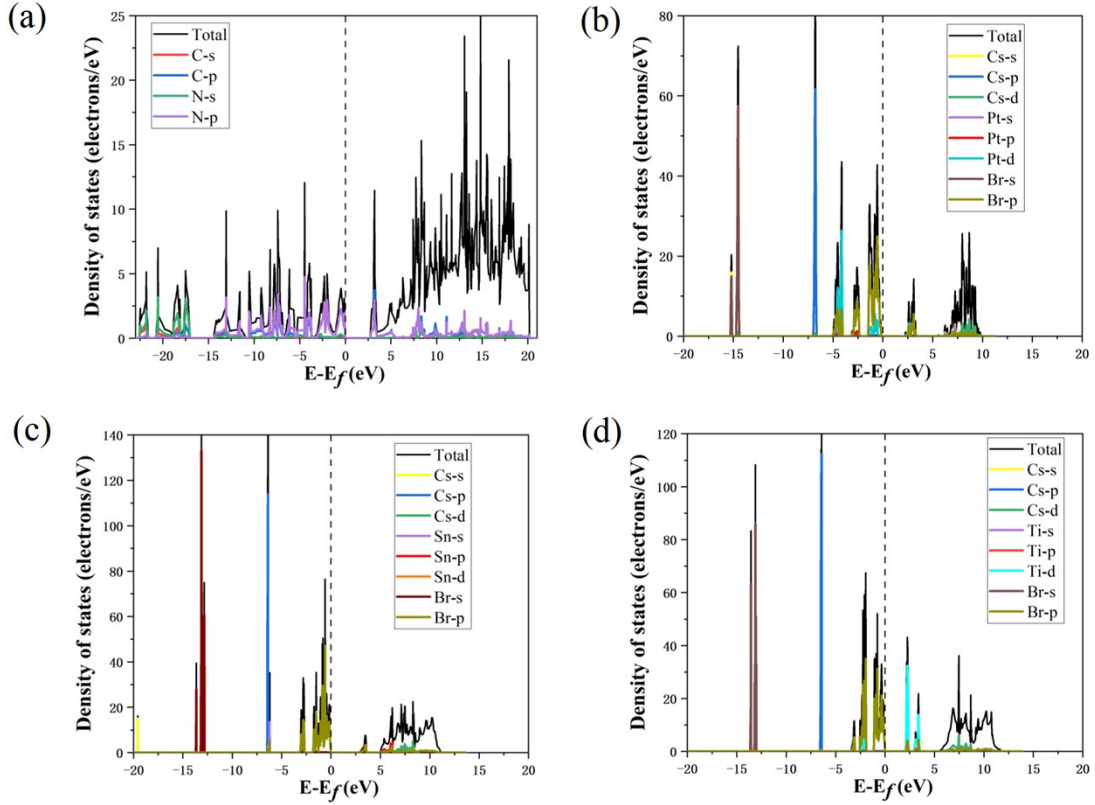 (a)
Density of states (electrons/eV)
25
20
15
10
5
0
Total
C-s
C-p
N-s
N-p
−20 −15 −10 −5 0 5 10 15 20
E-Ef (eV)
(b)
Density of states (electrons/eV)
80
60
40
20
0
Total
Cs-s
Cs-p
Cs-d
Pt-s
Pt-p
Pt-d
Br-s
Br-p
−20 −15 −10 −5 0 5 10 15 20
E-Ef (eV)
(c)
Density of states (electrons/eV)
140
120
100
80
60
40
20
0
Total
Cs-s
Cs-p
Cs-d
Sn-s
Sn-p
Sn-d
Br-s
Br-p
−20 −15 −10 −5 0 5 10 15 20
E-Ef (eV)
(d)
Density of states (electrons/eV)
120
100
80
60
40
20
0
Total
Cs-s
Cs-p
Cs-d
Ti-s
Ti-p
Ti-d
Br-s
Br-p
−20 −15 −10 −5 0 5 10 15 20
E-Ef (eV)